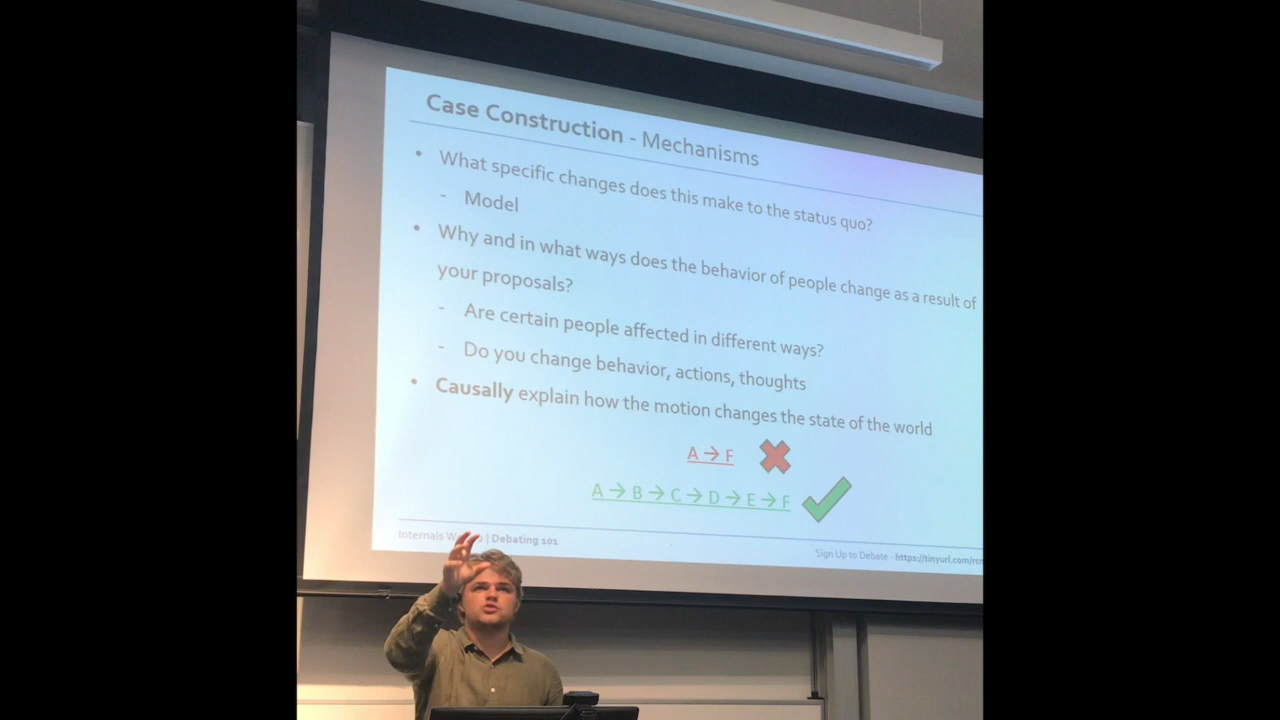 Case Construction - Mechanisms
• What specific changes does this make to the status quo?
- Model
• Why and in what ways does the behavior of people change as a result of
your proposals?
- Are certain people affected in different ways?
- Do you change behavior, actions, thoughts
• Causally explain how the motion changes the state of the world
A → F
A → B → C → D → E → F
Internals | Debating 101
Sign Up to Debate - https://tinyurl.com/